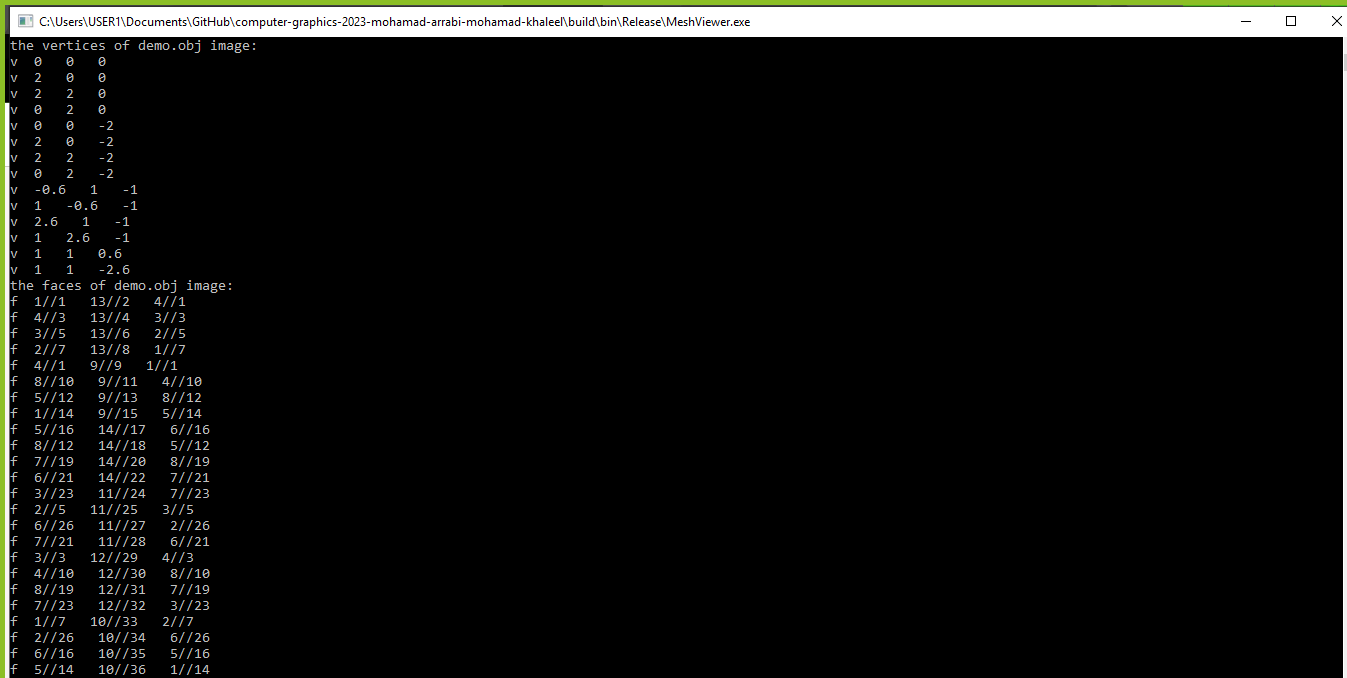 C:\Users\USER1\Documents\GitHub\computer-graphics-2023-mohamad-arrabi-mohamad-khaleel\build\bin\Release\MeshViewer.exe
the vertices of demo.obj image:
v  0   0   0
v  2   0   0
v  2   2   0
v  0   2   0
v  0   0   -2
v  2   0   -2
v  2   2   -2
v  0   2   -2
v  -0.6   1   -1
v  1   -0.6   -1
v  2.6   1   -1
v  1   2.6   -1
v  1   1   0.6
v  1   1   -2.6
the faces of demo.obj image:
f  1//1   13//2   4//1
f  4//3   13//4   3//3
f  3//5   13//6   2//5
f  2//7   13//8   1//7
f  4//1   9//9   1//1
f  8//10   9//11   4//10
f  5//12   9//13   8//12
f  1//14   9//15   5//14
f  5//16   14//17   6//16
f  8//12   14//18   5//12
f  7//19   14//20   8//19
f  6//21   14//22   7//21
f  3//23   11//24   7//23
f  2//5   11//25   3//5
f  6//26   11//27   2//26
f  7//21   11//28   6//21
f  3//3   12//29   4//3
f  4//10   12//30   8//10
f  8//19   12//31   7//19
f  7//23   12//32   3//23
f  1//7   10//33   2//7
f  2//26   10//34   6//26
f  6//16   10//35   5//16
f  5//14   10//36   1//14